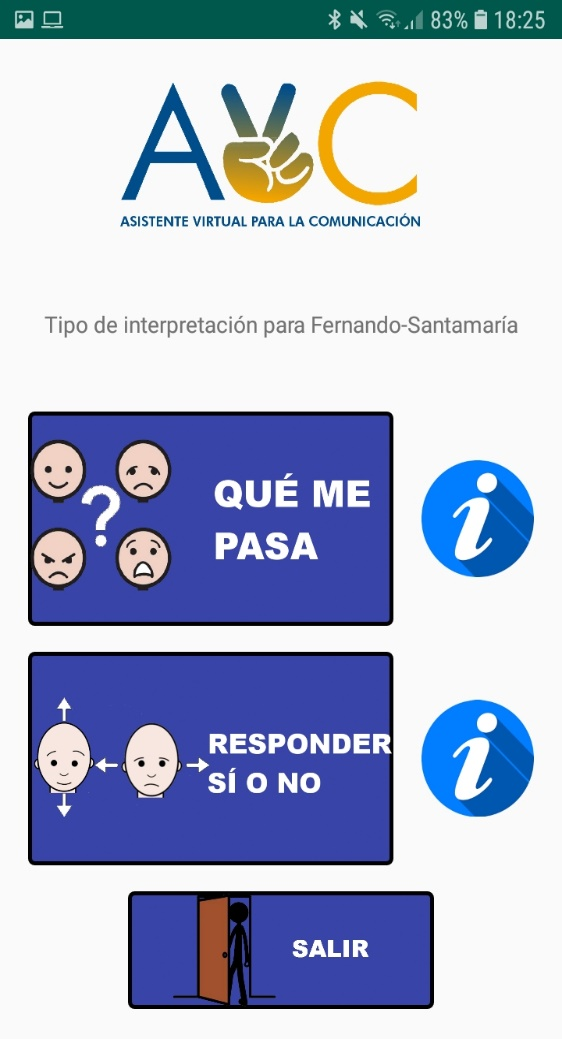 83% 18:25
AVC
ASISTENTE VIRTUAL PARA LA COMUNICACIÓN
Tipo de interpretación para Fernando-Santamaría
?
QUÉ ME
PASA
i
RESPONDER
SÍ O NO
i
SALIR